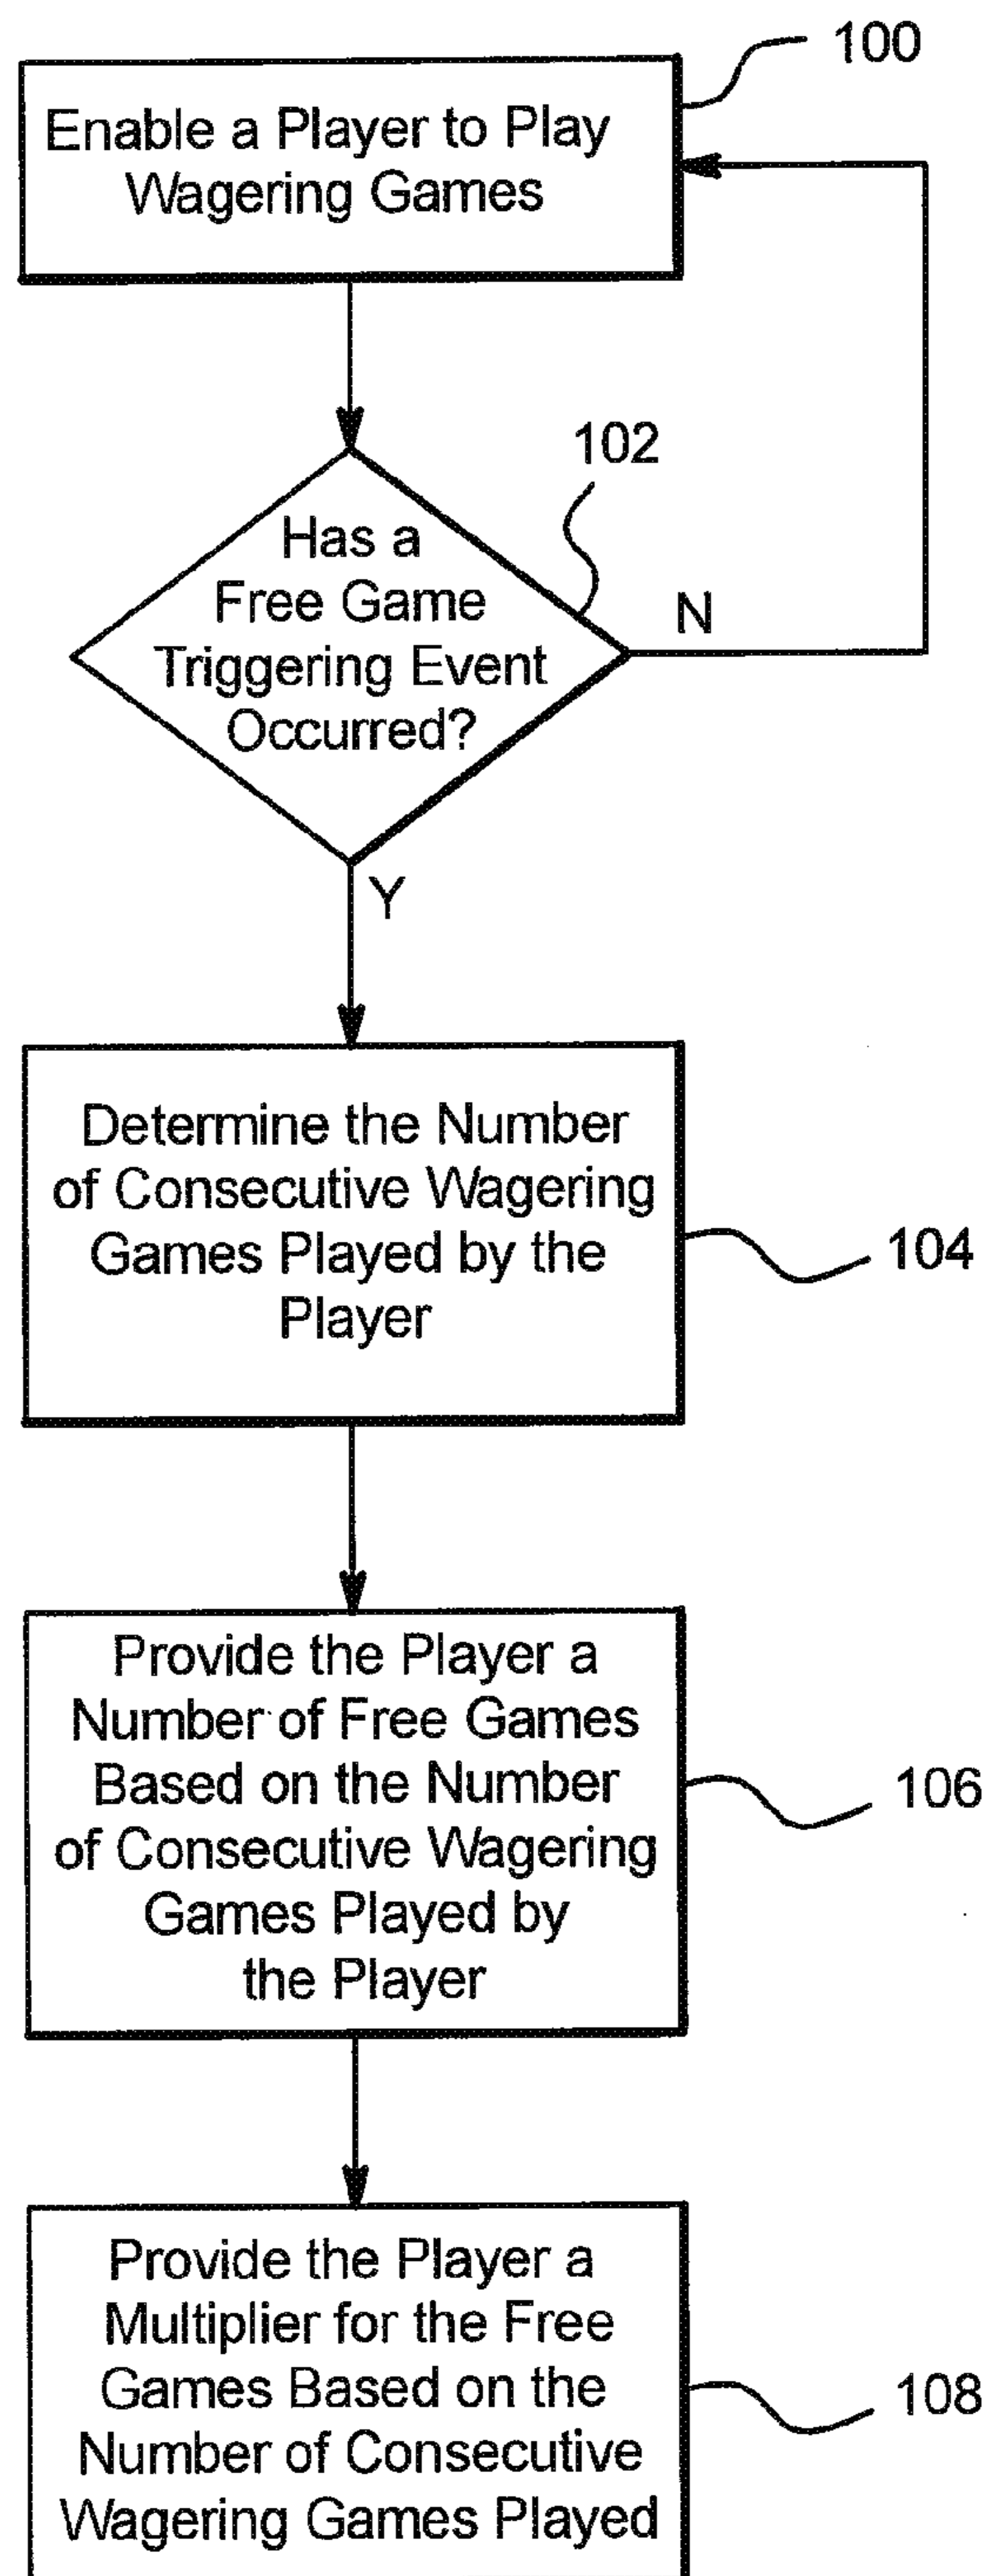 100
Enable a Player to Play
Wagering Games
102
Has a
Free Game
Triggering Event
Occurred?
N
Y
Determine the Number
of Consecutive Wagering
Games Played by the
Player
104
Provide the Player a
Number of Free Games
Based on the Number
of Consecutive Wagering
Games Played by
the Player
106
Provide the Player a
Multiplier for the Free
Games Based on the
Number of Consecutive
Wagering Games Played
108